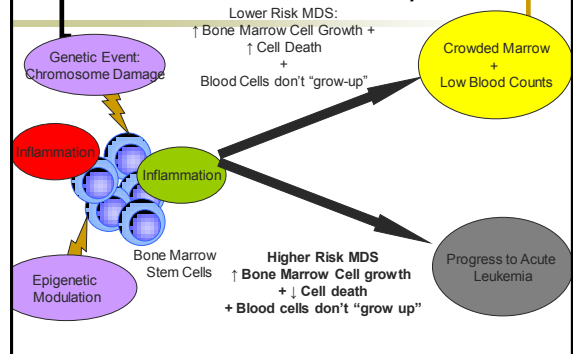 Lower Risk MDS:
↑ Bone Marrow Cell Growth +
↑ Cell Death
+
Blood Cells don't “grow-up”
Genetic Event:
Chromosome Damage
Crowded Marrow
+
Low Blood Counts
Inflammation
Inflammation
Bone Marrow
Stem Cells
Epigenetic
Modulation
Higher Risk MDS
↑ Bone Marrow Cell growth
+ ↓ Cell death
+ Blood cells don't “grow up”
Progress to Acute
Leukemia